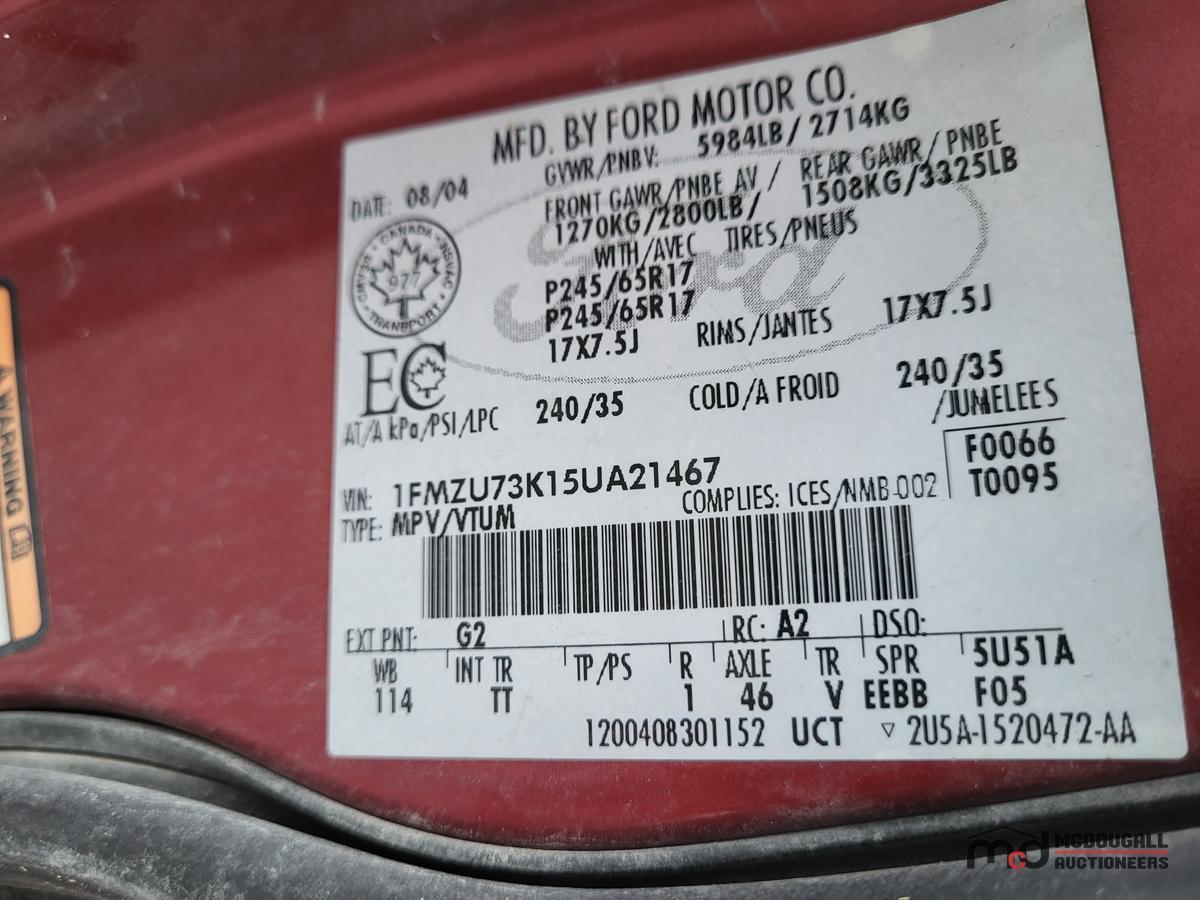 MFD. BY FORD MOTOR CO.
DATE: 08/04
GVWR/PNBV: 5984LB/2714KG
FRONT GAWR/PNBE AV/ REAR GAWR/PNBE
1270KG/2800LB/ 1508KG/3325LB
WITH/AVEC TIRES/PNEUS
P245/65R17
P245/65R17
17X7.5J RIMS/JANTES 17X7.5J
Ford
CANADA
TRANSPORT
977
EC
AT/A kPa/PSI/LPC 240/35 COLD/A FROID 240/35
/JUMELEES
VIN: 1FMZU73K15UA21467
F0066
T0095
TYPE: MPV/VTUM COMPLIES: ICES/NMB-002
EXT PNT: G2 RC: A2 DSO:
WB INT TR TP/PS R AXLE TR SPR 5U51A
114 TT 1 46 V EEBB F05
1200408301152 UCT ▽ 2U5A-1520472-AA
WARNING
mcd MCDOUGALL
AUCTIONEERS